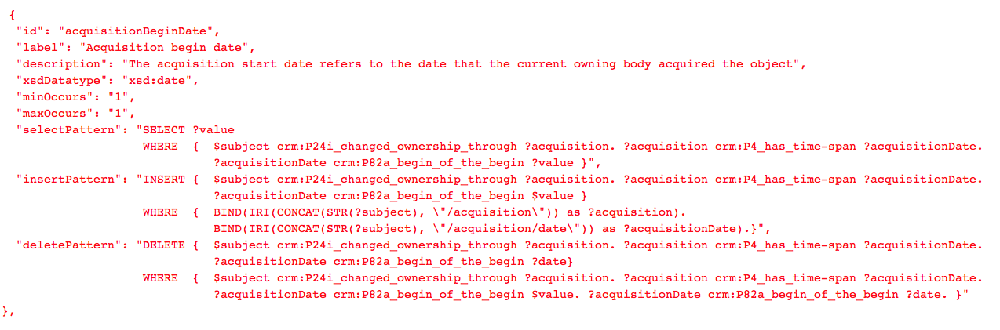 {
"id": "acquisitionBeginDate",
"label": "Acquisition begin date",
"description": "The acquisition start date refers to the date that the current owning body acquired the object",
"xsdDatatype": "xsd:date",
"minOccurs": "1",
"maxOccurs": "1",
"selectPattern": "SELECT ?value
WHERE { $subject crm:P24i_changed_ownership_through ?acquisition. ?acquisition crm:P4_has_time-span ?acquisitionDate.
?acquisitionDate crm:P82a_begin_of_the_begin ?value }",
"insertPattern": "INSERT { $subject crm:P24i_changed_ownership_through ?acquisition. ?acquisition crm:P4_has_time-span ?acquisitionDate.
?acquisitionDate crm:P82a_begin_of_the_begin $value }
WHERE { BIND(IRI(CONCAT(STR(?subject), \"/acquisition\")) as ?acquisition).
BIND(IRI(CONCAT(STR(?subject), \"/acquisition/date\")) as ?acquisitionDate).}",
"deletePattern": "DELETE { $subject crm:P24i_changed_ownership_through ?acquisition. ?acquisition crm:P4_has_time-span ?acquisitionDate.
?acquisitionDate crm:P82a_begin_of_the_begin ?date}
WHERE { $subject crm:P24i_changed_ownership_through ?acquisition. ?acquisition crm:P4_has_time-span ?acquisitionDate.
?acquisitionDate crm:P82a_begin_of_the_begin $value. ?acquisitionDate crm:P82a_begin_of_the_begin ?date. }"
},